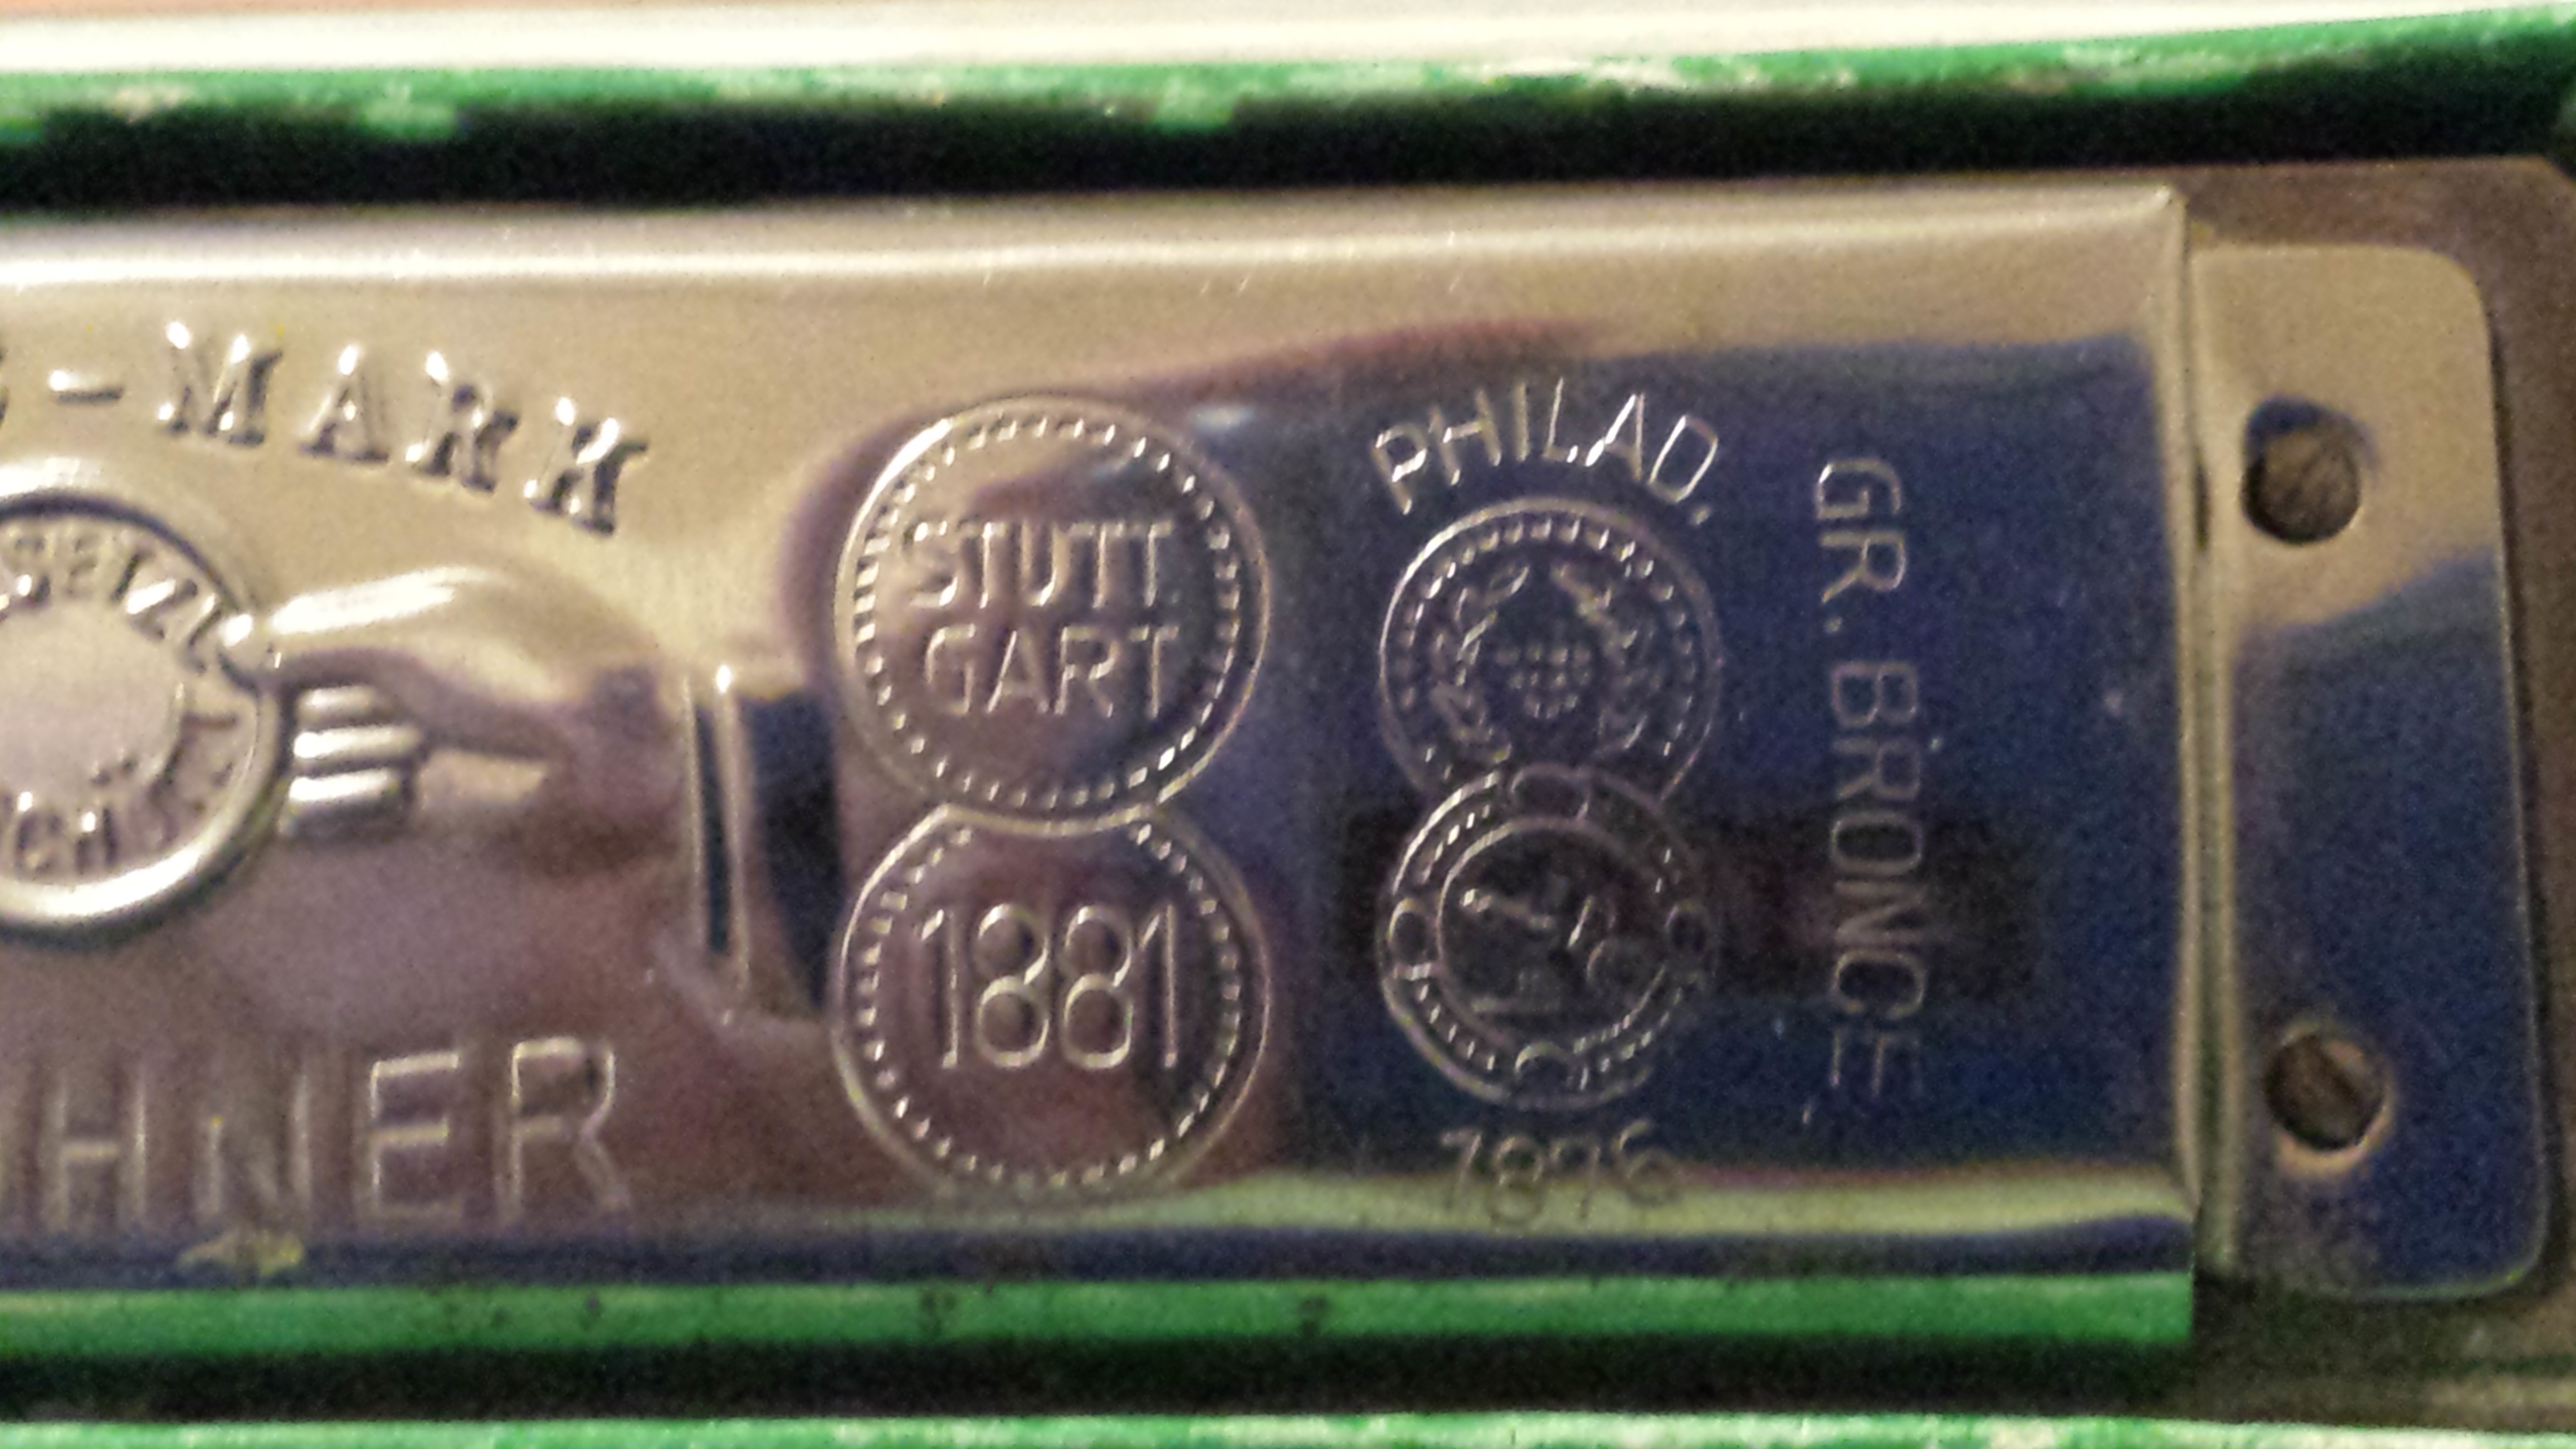 -MARK
STUTT.
GART
1881
PHILAD.
1876
GR. BRONCE
HNER